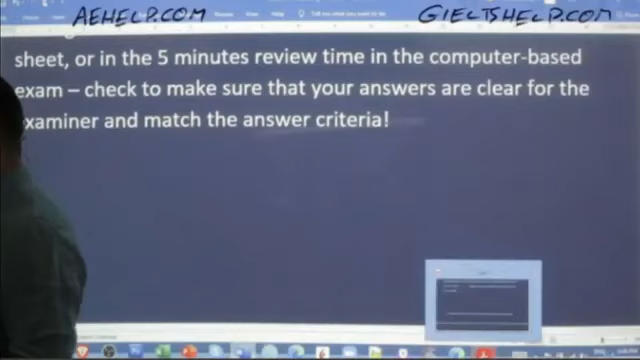 AEHELP.COM
GIELTSHELP.COM
sheet, or in the 5 minutes review time in the computer-based
exam – check to make sure that your answers are clear for the
examiner and match the answer criteria!